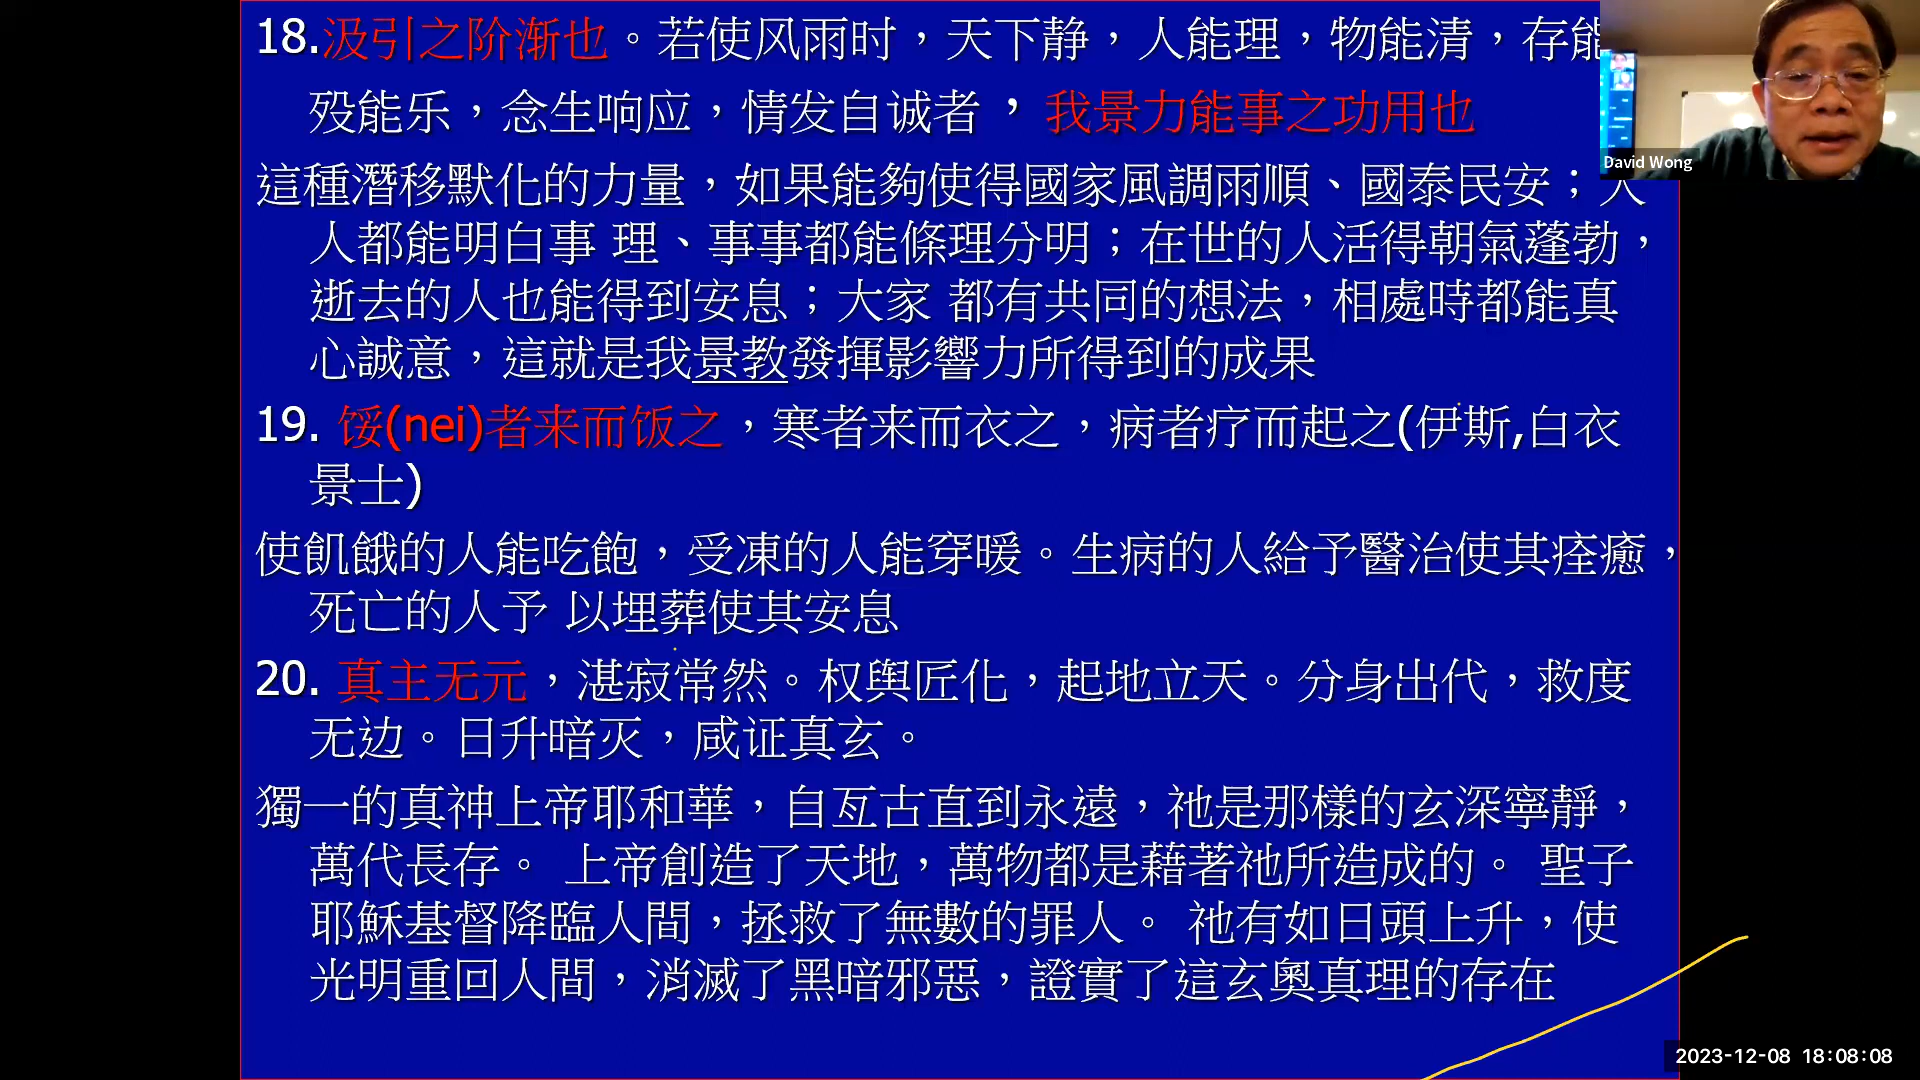 18.汲引之阶渐也。若使风雨时，天下静，人能理，物能清，存能
殁能乐，念生响应，情发自诚者，我景力能事之功用也
這種潛移默化的力量，如果能夠使得國家風調雨順、國泰民安；人
人都能明白事 理、事事都能條理分明；在世的人活得朝氣蓬勃，
逝去的人也能得到安息；大家 都有共同的想法，相處時都能真
心誠意，這就是我景教發揮影響力所得到的成果
19. 馁(nei)者来而饭之，寒者来而衣之，病者疗而起之(伊斯,白衣
景士)
使飢餓的人能吃飽，受凍的人能穿暖。生病的人給予醫治使其痊癒，
死亡的人予 以埋葬使其安息
20. 真主无元，湛寂常然。权舆匠化，起地立天。分身出代，救度
无边。日升暗灭，咸证真玄。
獨一的真神上帝耶和華，自亙古直到永遠，祂是那樣的玄深寧靜，
萬代長存。 上帝創造了天地，萬物都是藉著祂所造成的。 聖子
耶穌基督降臨人間，拯救了無數的罪人。 祂有如日頭上升，使
光明重回人間，消滅了黑暗邪惡，證實了這玄奧真理的存在
David Wong
2023-12-08 18:08:08